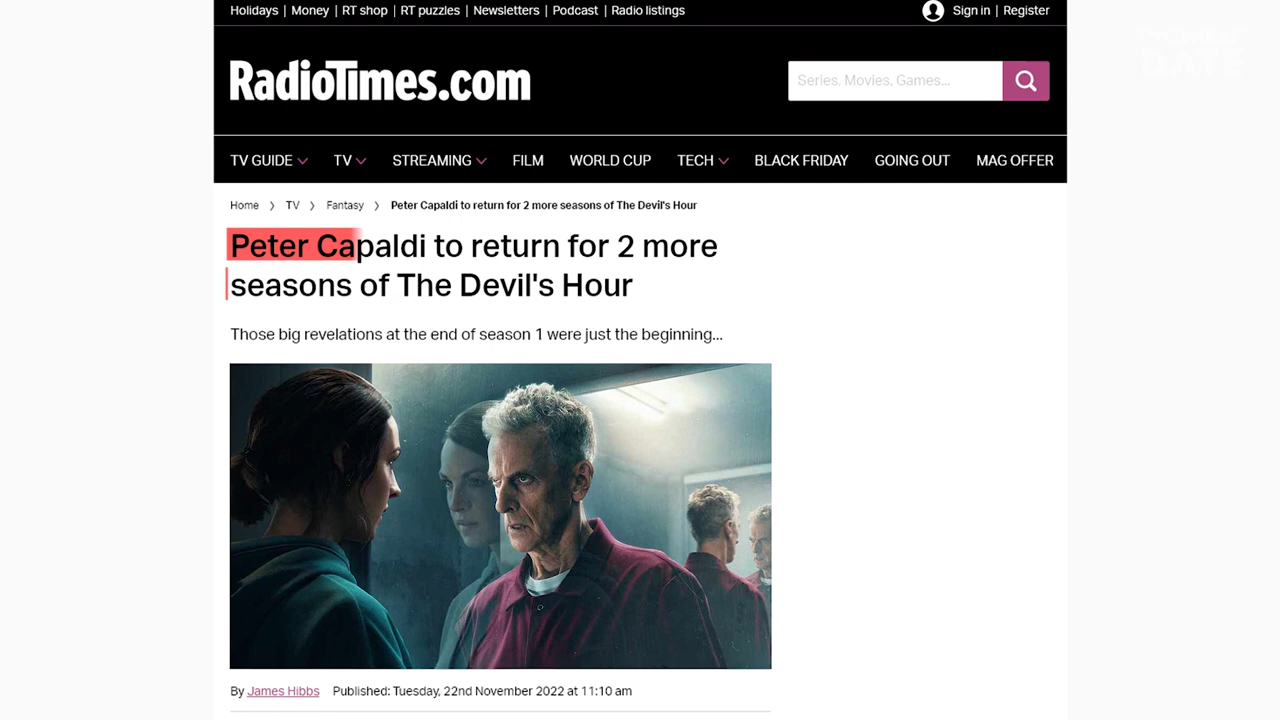 Holidays | Money | RT shop | RT puzzles | Newsletters | Podcast | Radio listings
Sign in | Register
RadioTimes.com
Series, Movies, Games...
TV GUIDE TV STREAMING FILM WORLD CUP TECH BLACK FRIDAY GOING OUT MAG OFFER
Home > TV > Fantasy > Peter Capaldi to return for 2 more seasons of The Devil's Hour
Peter Capaldi to return for 2 more
seasons of The Devil's Hour
Those big revelations at the end of season 1 were just the beginning...
By James Hibbs Published: Tuesday, 22nd November 2022 at 11:10 am